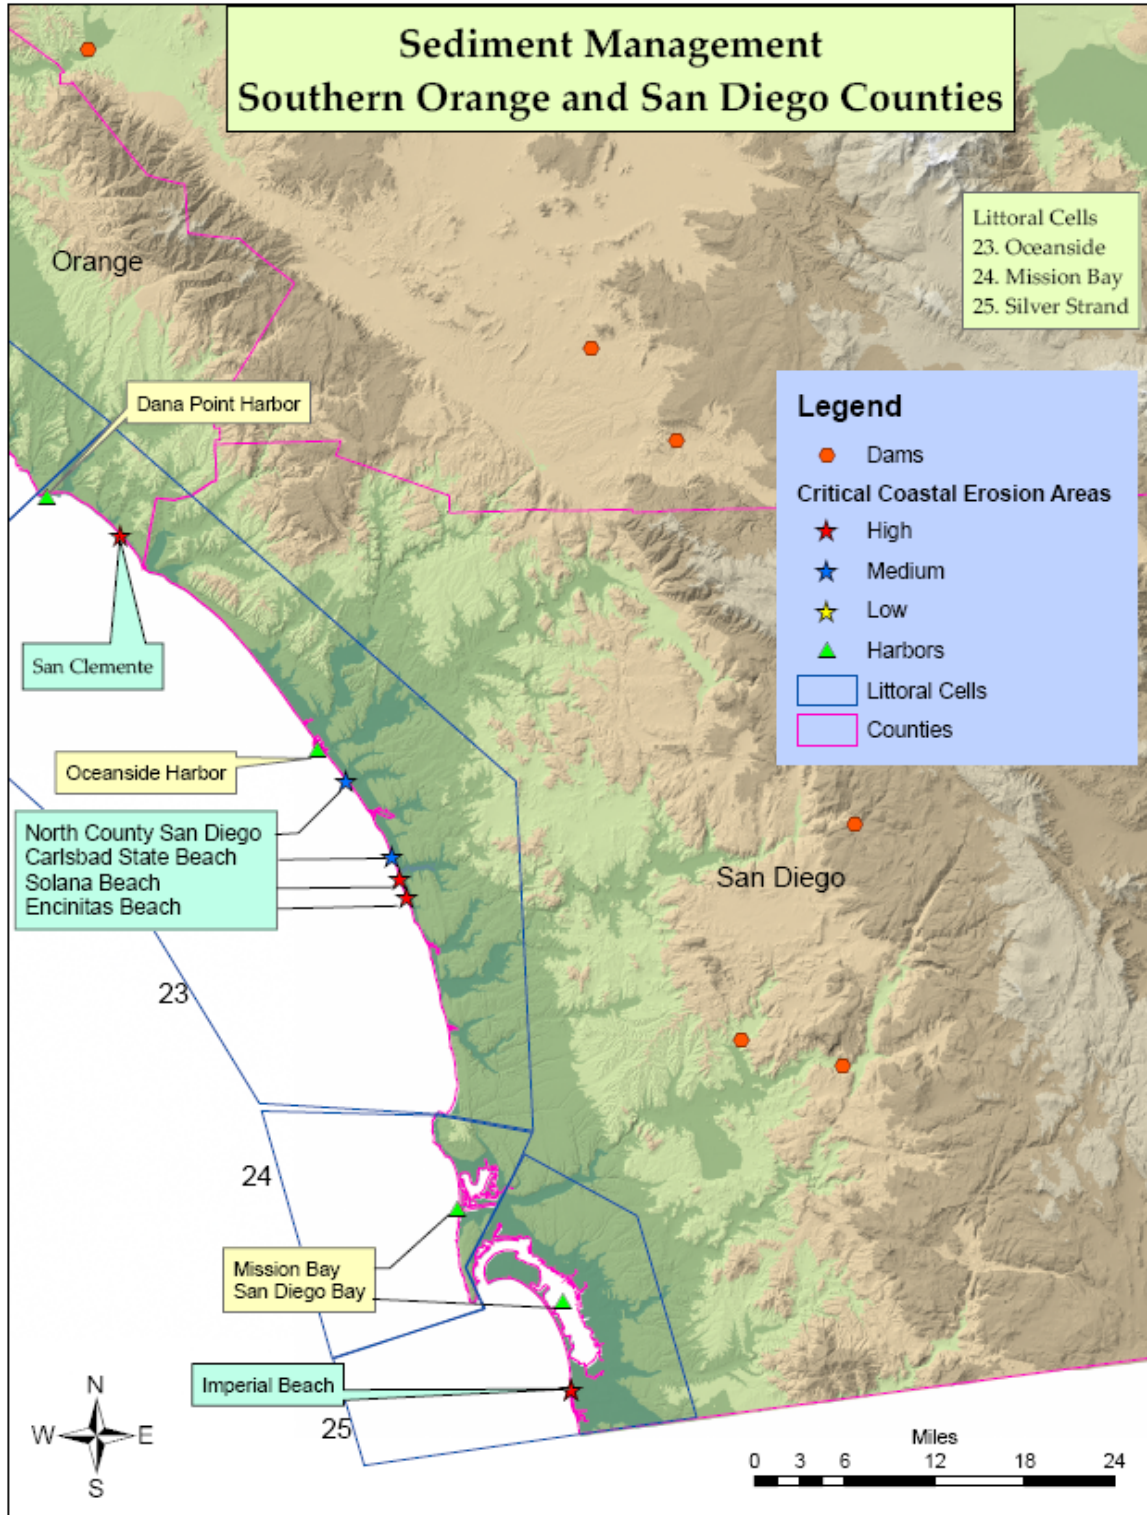 Sediment Management
Southern Orange and San Diego Counties
Littoral Cells
23. Oceanside
24. Mission Bay
25. Silver Strand
Orange
Dana Point Harbor
Legend
Dams
Critical Coastal Erosion Areas
High
Medium
Low
Harbors
Littoral Cells
Counties
San Clemente
Oceanside Harbor
North County San Diego
Carlsbad State Beach
Solana Beach
Encinitas Beach
San Diego
23
24
Mission Bay
San Diego Bay
Imperial Beach
25
N
W E
S
Miles
0 3 6 12 18 24